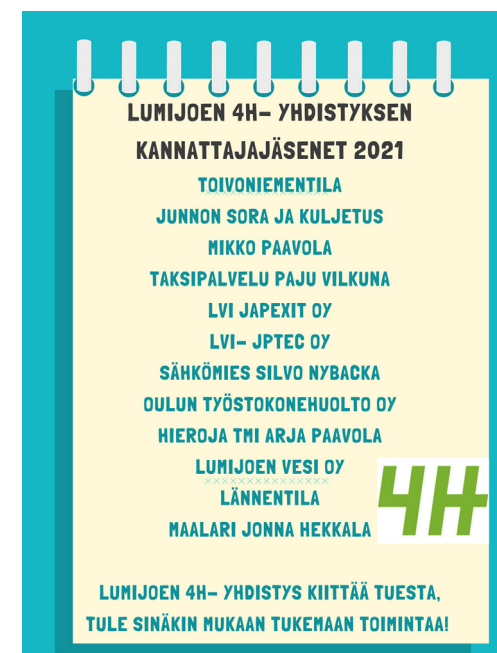 LUMIJOEN 4H- YHDISTYKSEN
KANNATTAJAJÄSENET 2021
TOIVONIEMENTILA
JUNNON SORA JA KULJETUS
MIKKO PAAVOLA
TAKSIPALVELU PAJU VILKUNA
LVI JAPEXIT OY
LVI- JPTEC OY
SÄHKÖMIES SILVO NYBACKA
OULUN TYÖSTOKONEHUOLTO OY
HIEROJA TMI ARJA PAAVOLA
LUMIJOEN VESI OY
LÄNNENTILA
MAALARI JONNA HEKKALA
4H
LUMIJOEN 4H- YHDISTYS KIITTÄÄ TUESTA,
TULE SINÄKIN MUKAAN TUKEMAAN TOIMINTAA!